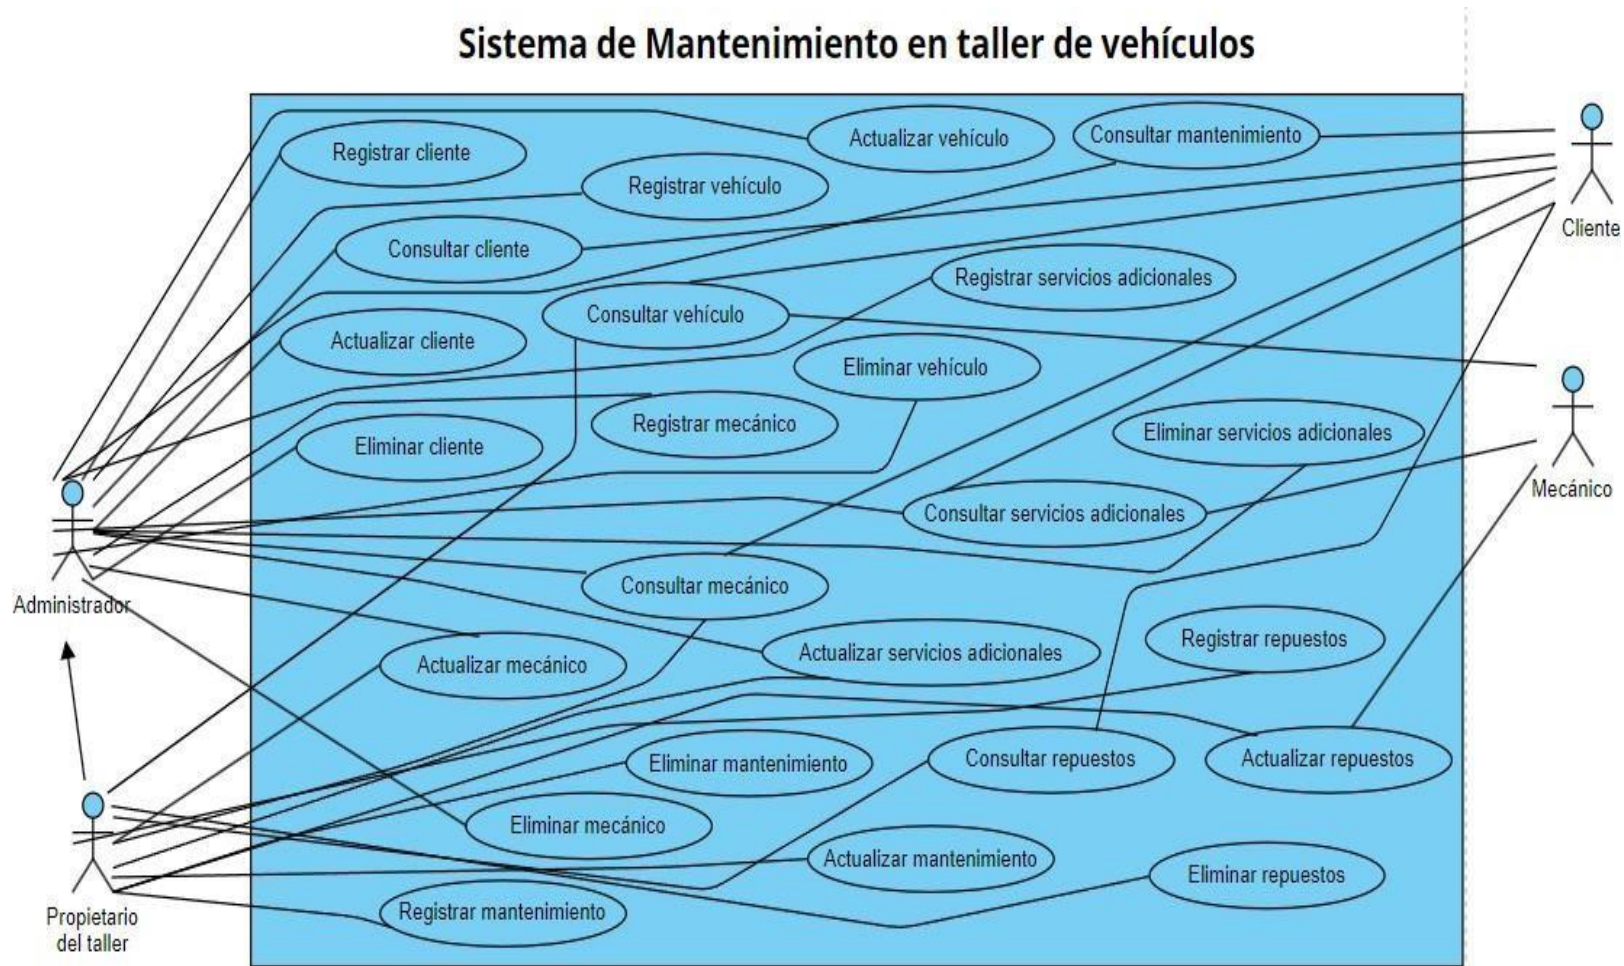 Sistema de Mantenimiento en taller de vehículos
Actualizar vehículo
Consultar mantenimiento
Registrar cliente
Registrar vehículo
Cliente
Consultar cliente
Registrar servicios adicionales
Consultar vehículo
Actualizar cliente
Eliminar vehículo
Registrar mecánico
Eliminar servicios adicionales
Eliminar cliente
Mecánico
Consultar servicios adicionales
Consultar mecánico
Administrador
Registrar repuestos
Actualizar servicios adicionales
Actualizar mecánico
Eliminar mantenimiento
Consultar repuestos
Actualizar repuestos
Eliminar mecánico
Actualizar mantenimiento
Eliminar repuestos
Registrar mantenimiento
Propietario
del taller